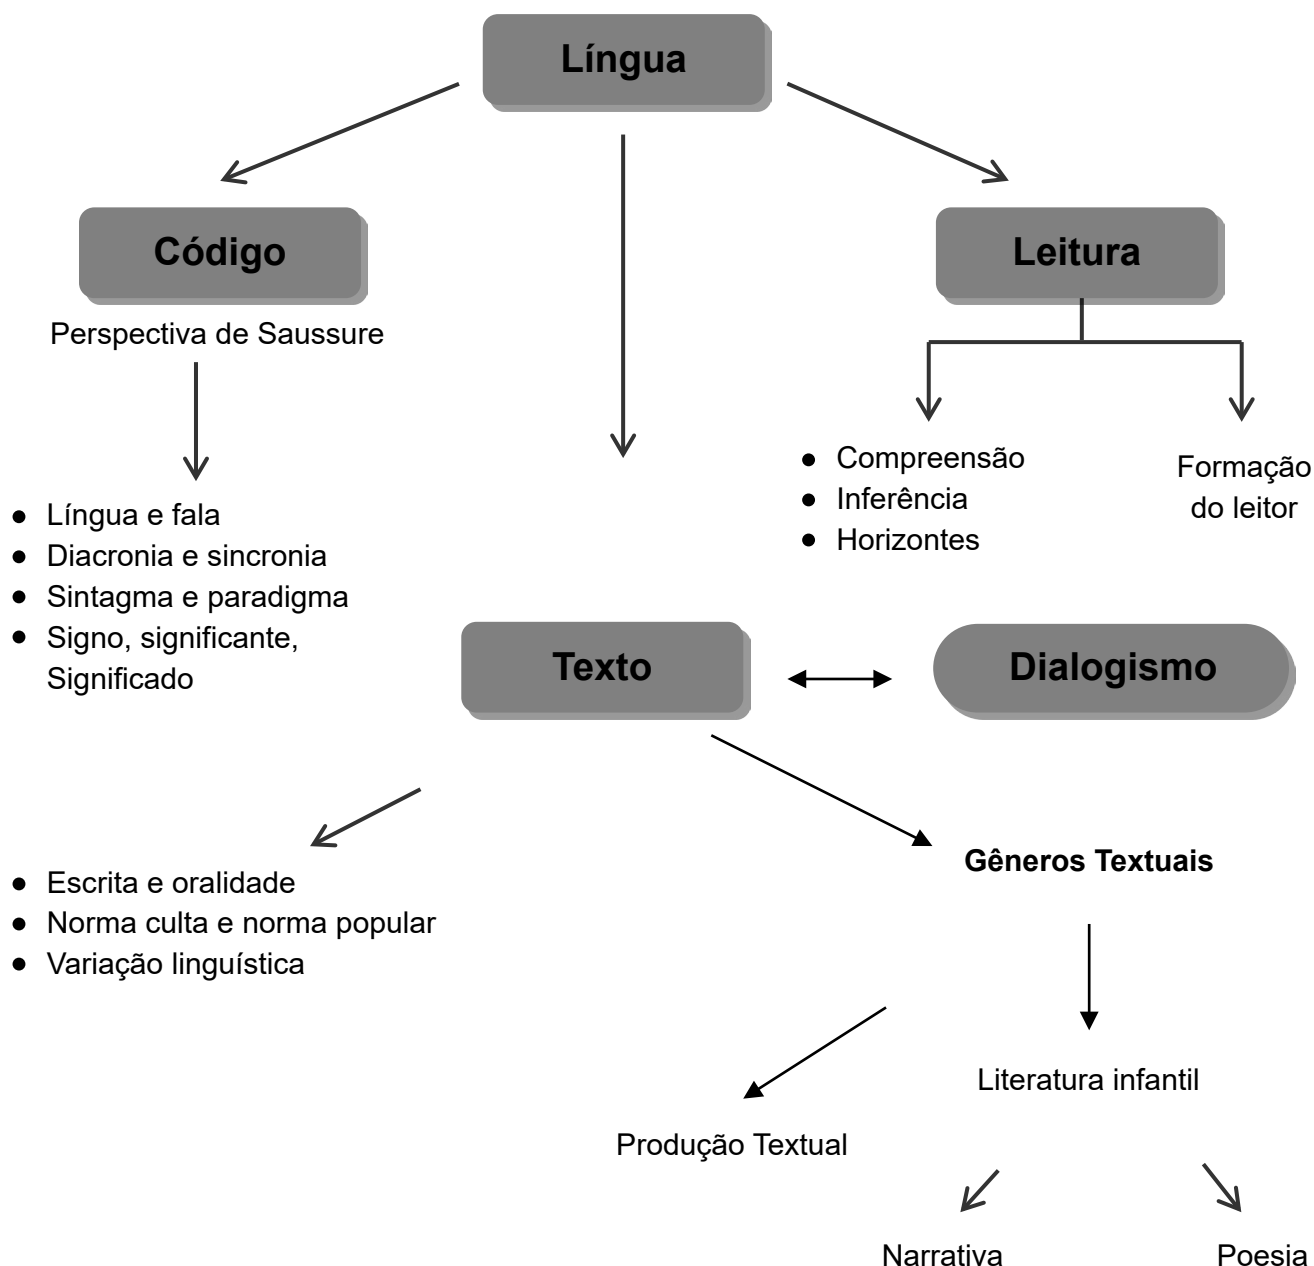 Língua
Código
Leitura
Perspectiva de Saussure
Compreensão
Inferência
Horizontes
Formação
do leitor
Língua e fala
Diacronia e sincronia
Sintagma e paradigma
Signo, significante,
Significado
Texto
Dialogismo
Gêneros Textuais
Escrita e oralidade
Norma culta e norma popular
Variação linguística
Literatura infantil
Produção Textual
Narrativa
Poesia